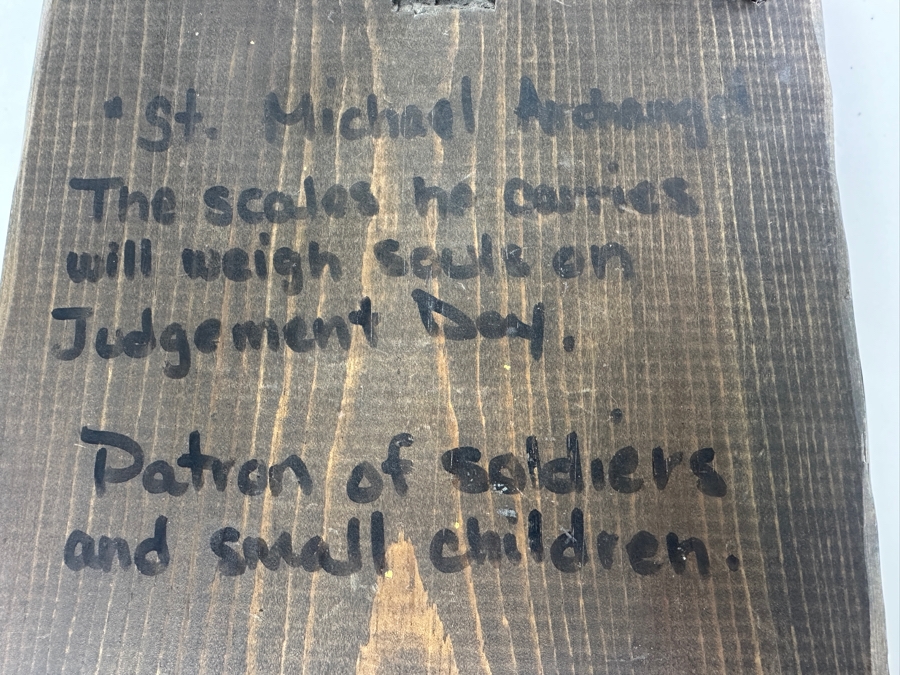 "St. Michael Archangel"
The scales he carries
will weigh souls on
Judgement Day.
Patron of soldiers
and small children.